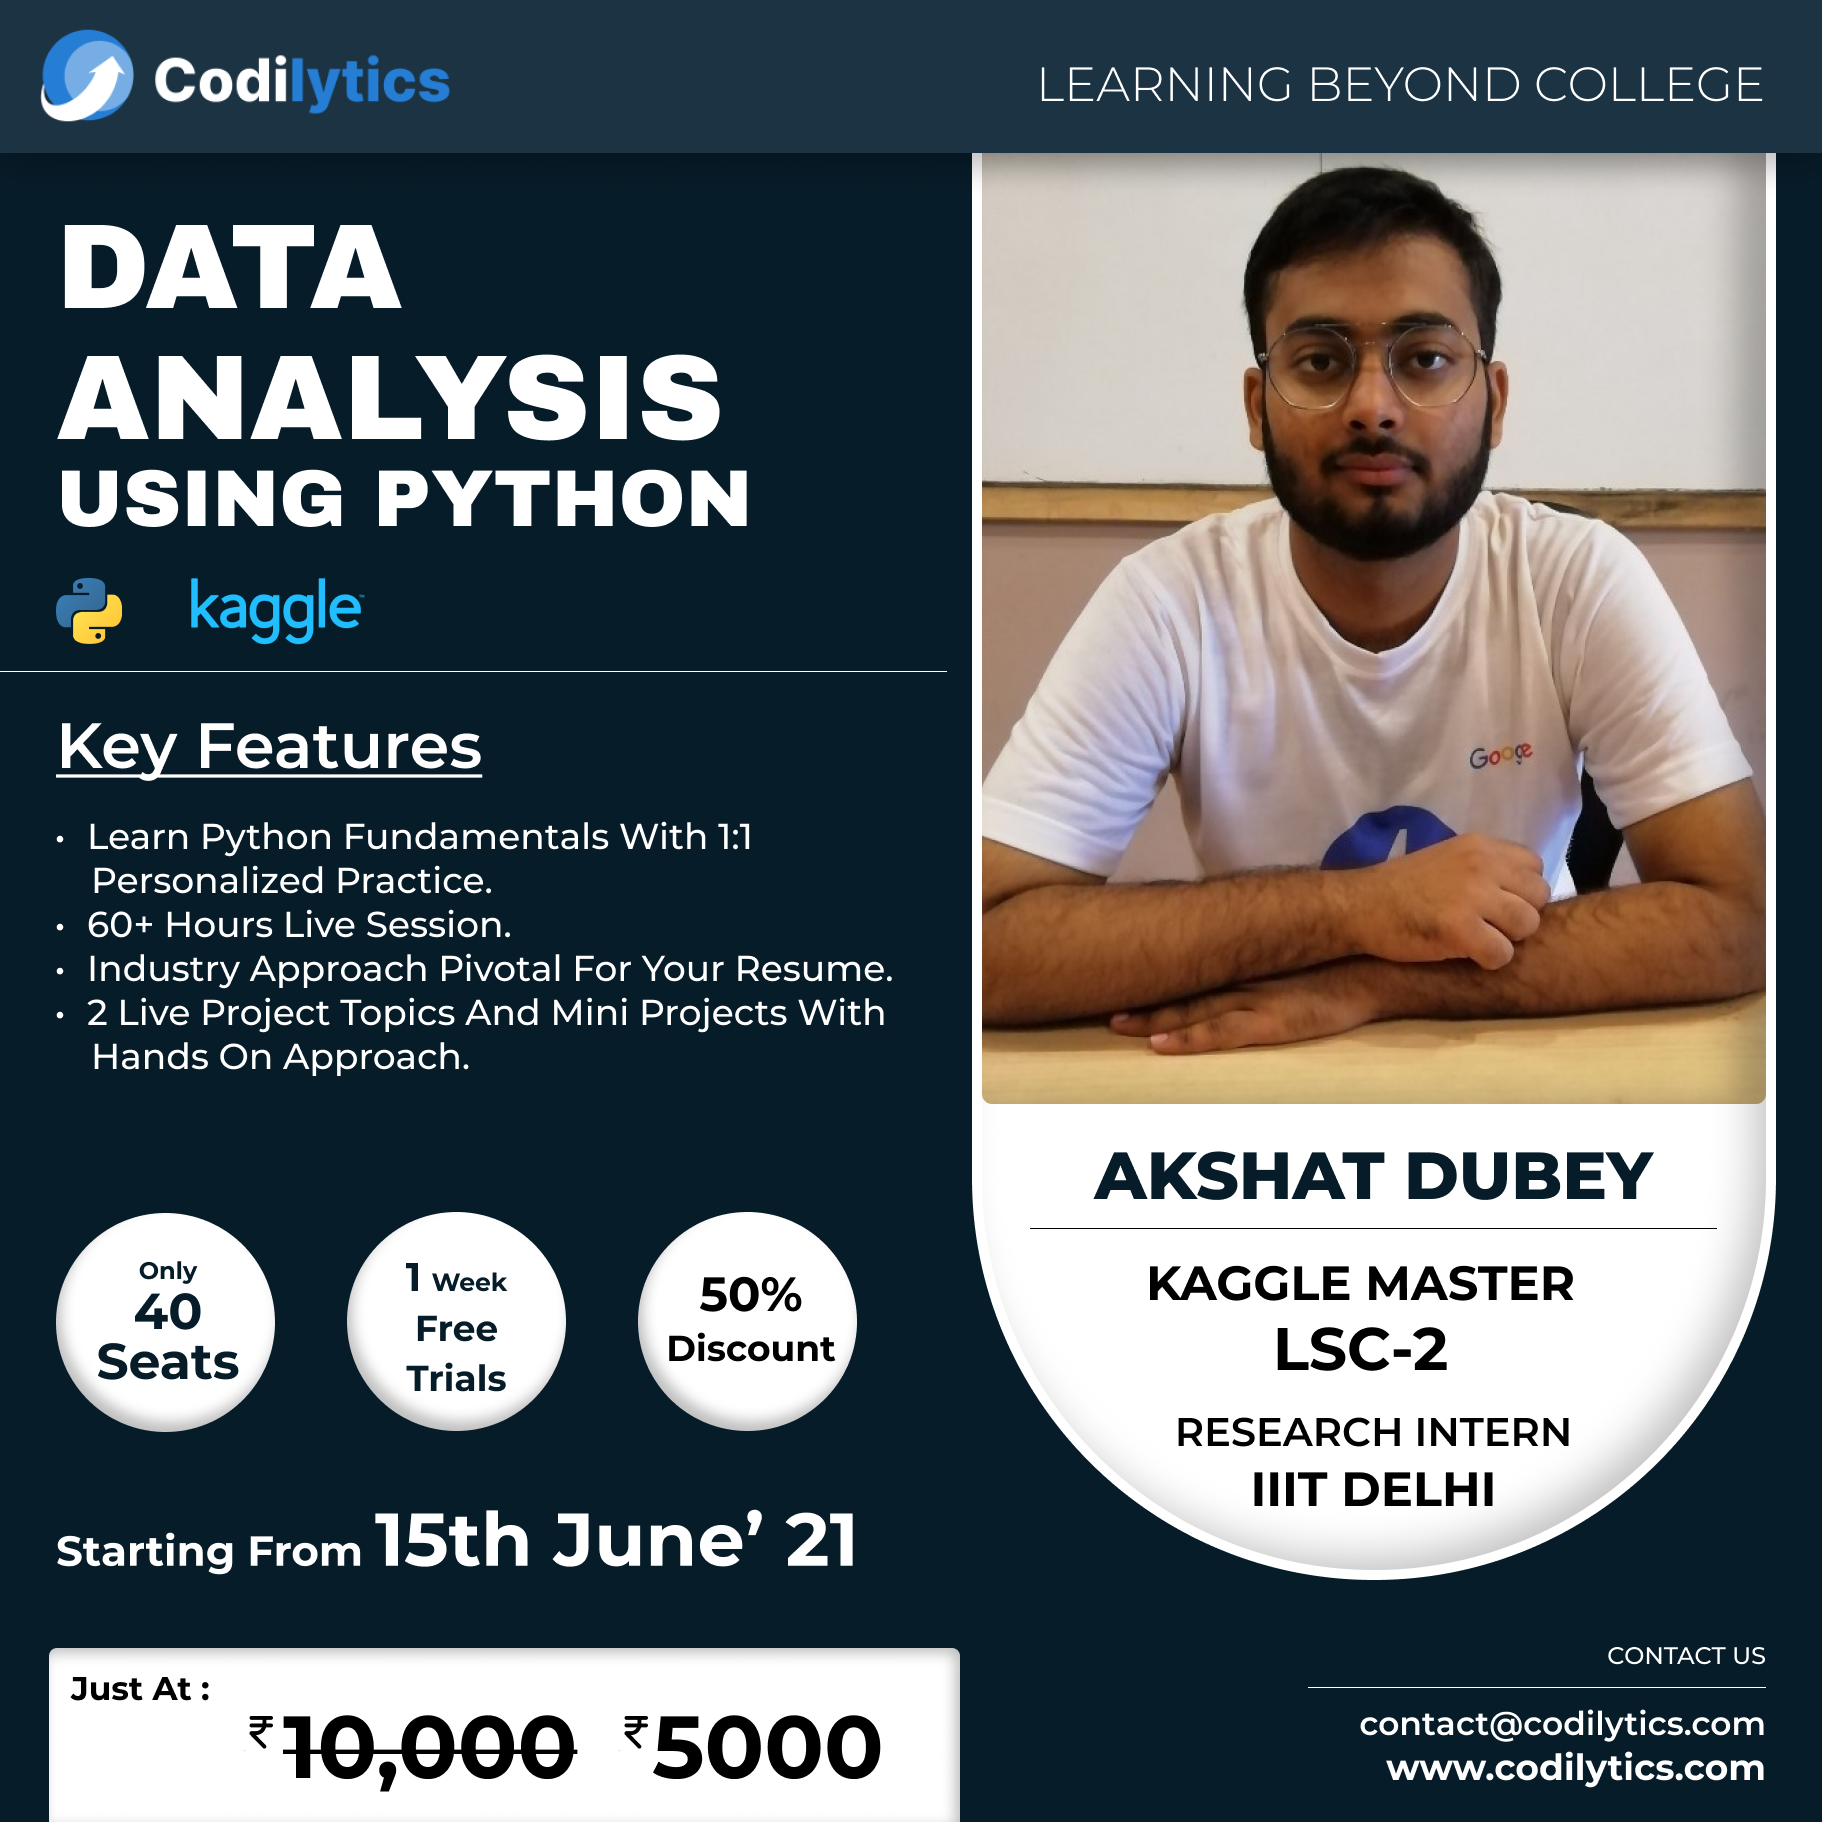 Codilytics
LEARNING BEYOND COLLEGE
DATA
ANALYSIS
USING PYTHON
kaggle
Key Features
• Learn Python Fundamentals With 1:1
Personalized Practice.
• 60+ Hours Live Session.
• Industry Approach Pivotal For Your Resume.
• 2 Live Project Topics And Mini Projects With
Hands On Approach.
Only
40
Seats
1 Week
Free
Trials
50%
Discount
Starting From 15th June’ 21
Just At :
₹10,000 ₹5000
Google
AKSHAT DUBEY
KAGGLE MASTER
LSC-2
RESEARCH INTERN
IIIT DELHI
CONTACT US
contact@codilytics.com
www.codilytics.com